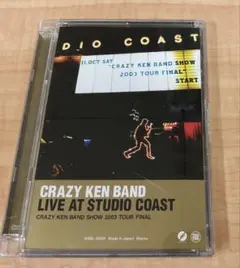 DIO COAST
11.OCT SAT
"CRAZY KEN BAND SHOW
2003 TOUR FINAL"
START
CRAZY KEN BAND
LIVE AT STUDIO COAST
CRAZY KEN BAND SHOW 2003 TOUR FINAL